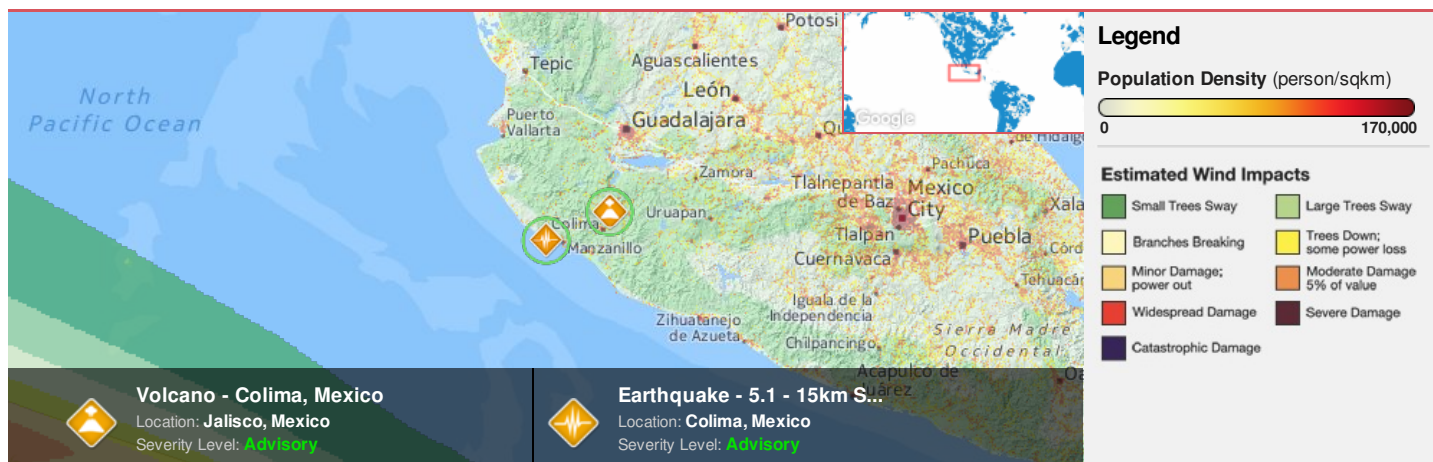 Potosi
Tepic
Aguascalientes
León
North
Pacific Ocean
Puerto
Vallarta
Guadalajara
Google
de Hidalg
Pachuca
Zamora
Tlalnepantla
de Baz
Mexico
City
Xala
Uruapan
Colima
Manzanillo
Tlalpan
Puebla
Córd
Cuernavaca
Tehuacán
Iguala de la
Independencia
Zihuatanejo
de Azueta
Sierra Madre
Occidental
Chilpancingo
Acapulco de
Juárez
Volcano - Colima, Mexico
Location: Jalisco, Mexico
Severity Level: Advisory
Earthquake - 5.1 - 15km S...
Location: Colima, Mexico
Severity Level: Advisory
Legend
Population Density (person/sqkm)
0
170,000
Estimated Wind Impacts
Small Trees Sway
Large Trees Sway
Branches Breaking
Trees Down;
some power loss
Minor Damage;
power out
Moderate Damage
5% of value
Widespread Damage
Severe Damage
Catastrophic Damage